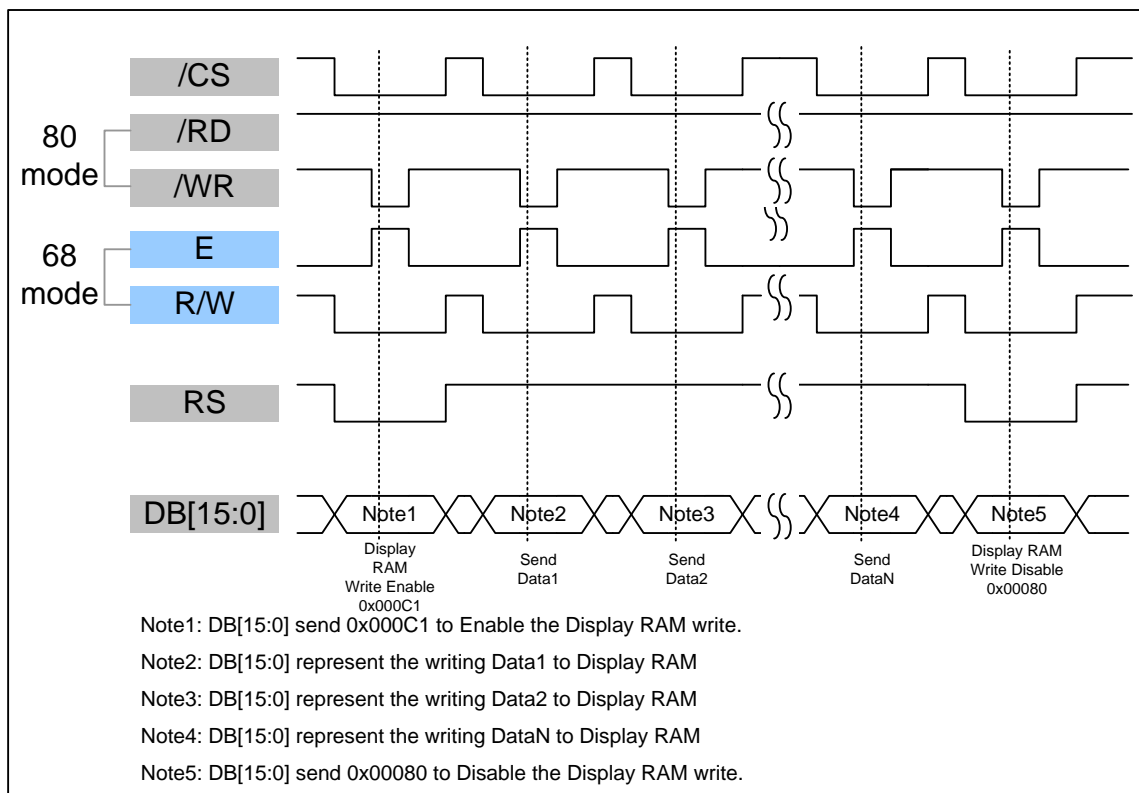 /CS
80
mode
/RD
/WR
68
mode
E
R/W
RS
DB[15:0]
Note1
Note2
Note3
Note4
Note5
Display
RAM
Write Enable
0x000C1
Send
Data1
Send
Data2
Send
DataN
Display RAM
Write Disable
0x00080
Note1: DB[15:0] send 0x000C1 to Enable the Display RAM write.
Note2: DB[15:0] represent the writing Data1 to Display RAM
Note3: DB[15:0] represent the writing Data2 to Display RAM
Note4: DB[15:0] represent the writing DataN to Display RAM
Note5: DB[15:0] send 0x00080 to Disable the Display RAM write.